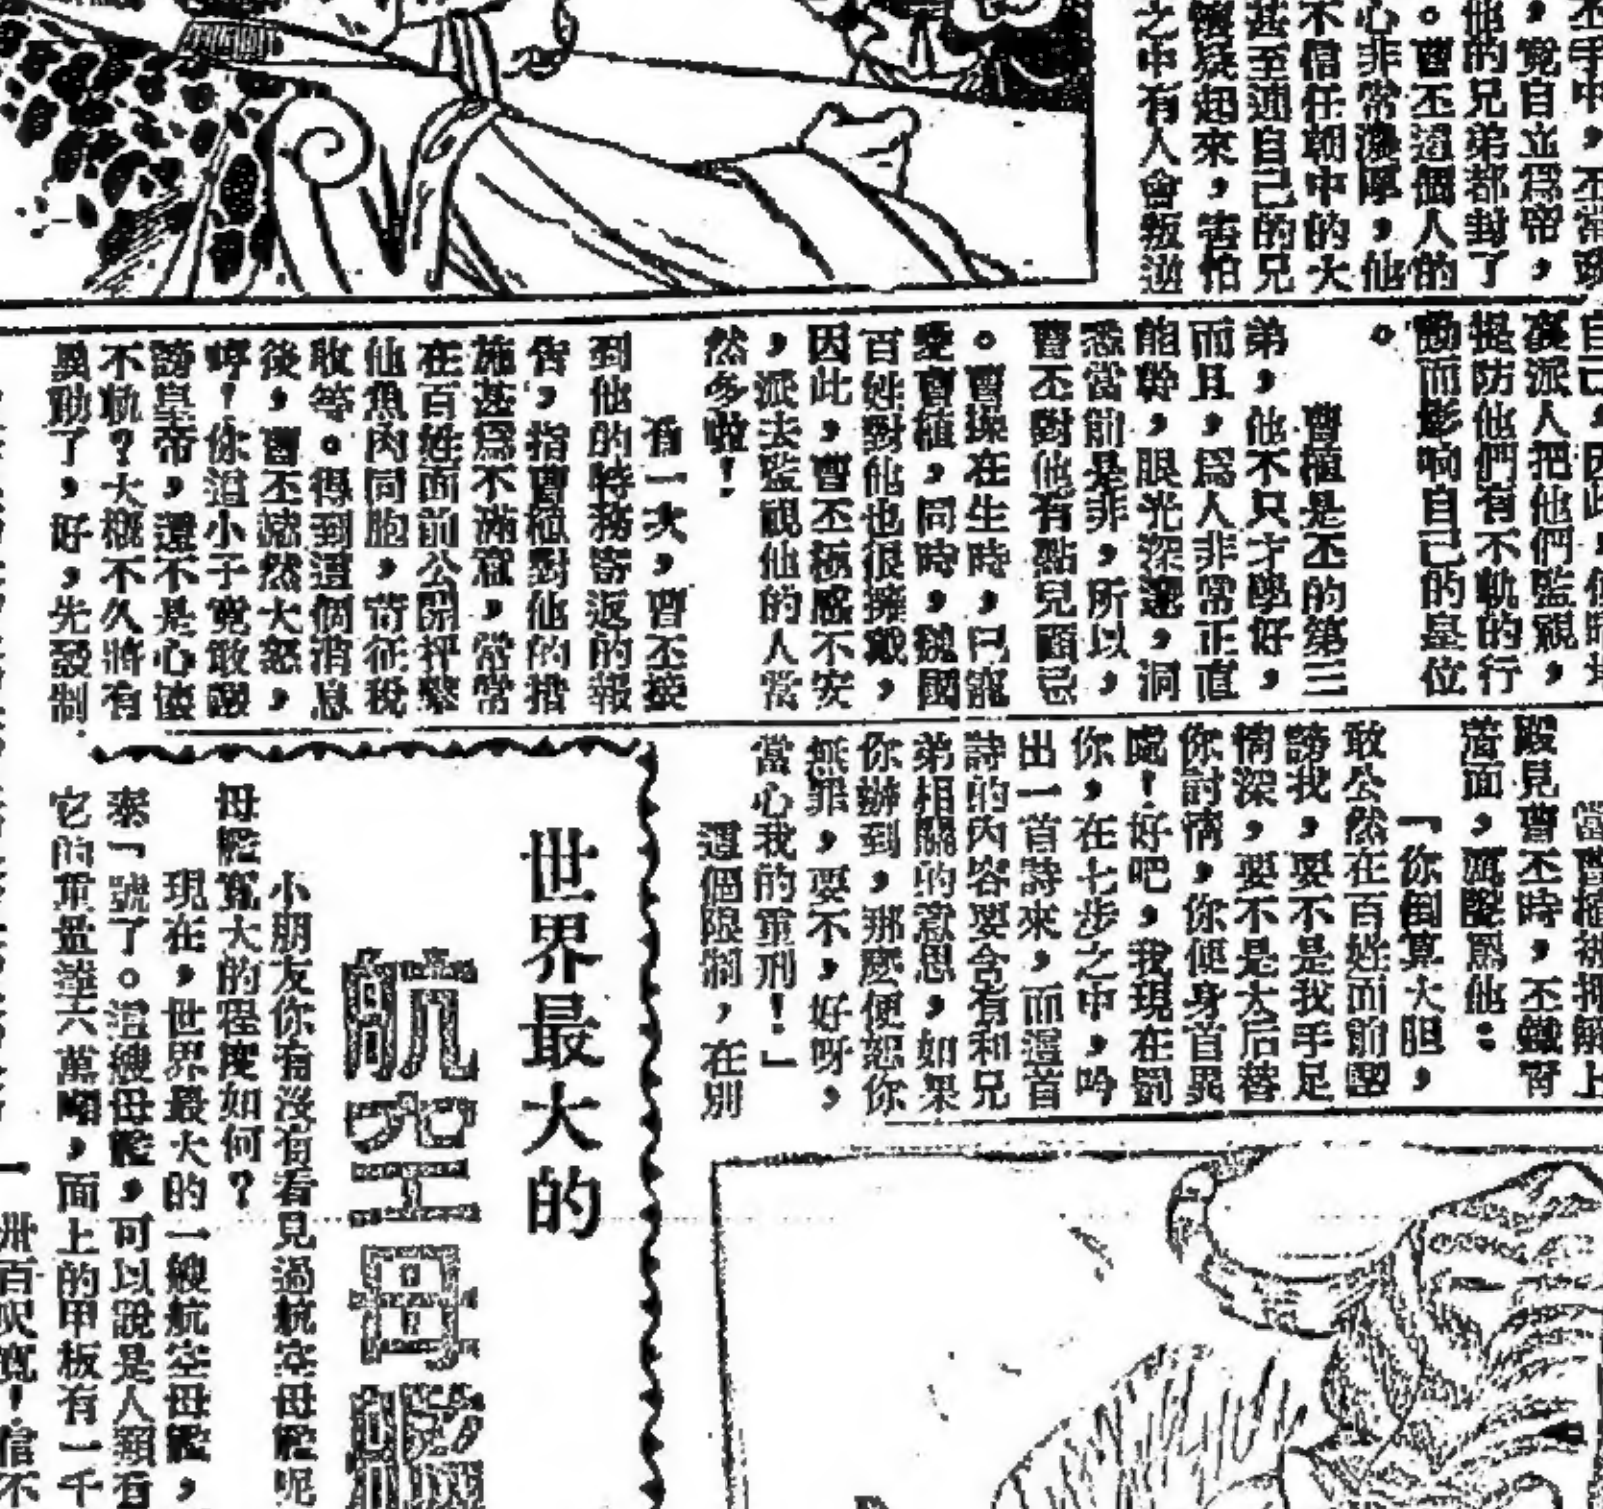 丕手中，丕常發
，竟自立爲帝，
他的兄弟都封了
。曹丕這個人的
心非常，他
不信任朝中的大
甚至連自己的兄
懷疑起來，害怕
之中有人會叛逆
自己，因此，便暗地
裏派人把他們監視，
提防他們有不軌的行
動而影响自己的皇位
。
曹植是丕的第三
弟，他不只才學好，
而且，爲人非常正直
能幹，眼光深遠，洞
悉當前是非，所以，
曹丕對他有點兒顧忌
。曹操在生時，已寵
愛曹植，同時，魏國
百姓對他也很擁戴，
因此，曹丕極感不安
，派去監視他的人當
然多啦！
有一次，曹丕接
到他的特務寄返的報
告，指曹植對他的措
施甚爲不滿意，常常
在百姓面前公開抨擊
他魚肉同胞，苛征稅
收等。得到這個消息
後，曹丕憤然大怒，
哼！你這小子竟敢譭
謗皇帝，還不是心懷
不軌？大概不久將有
異動了，好，先發制
當曹植被押解上
殿見曹丕時，丕鐵靑
着面，厲聲罵他：
「你倒算大胆，
敢公然在百姓面前譭
謗我，要不是我手足
情深，要不是太后替
你討情，你便身首異
處！好吧，我現在罰
你，在七步之中，吟
出一首詩來，而這首
詩的內容要含有和兄
弟相關的意思，如果
你辦到，那麽便恕你
無罪，要不，好呀，
當心我的重刑！」
這個限制，在別
世界最大的
航空母艦
小朋友你有沒有看見過航空母艦呢
母艦寬大的程度如何？
現在，世界最大的一艘航空母艦，
泰」號了。這艘母艦，可以說是人類有
它的重量達六萬噸，面上的甲板有一千
卅百呎寬！信不